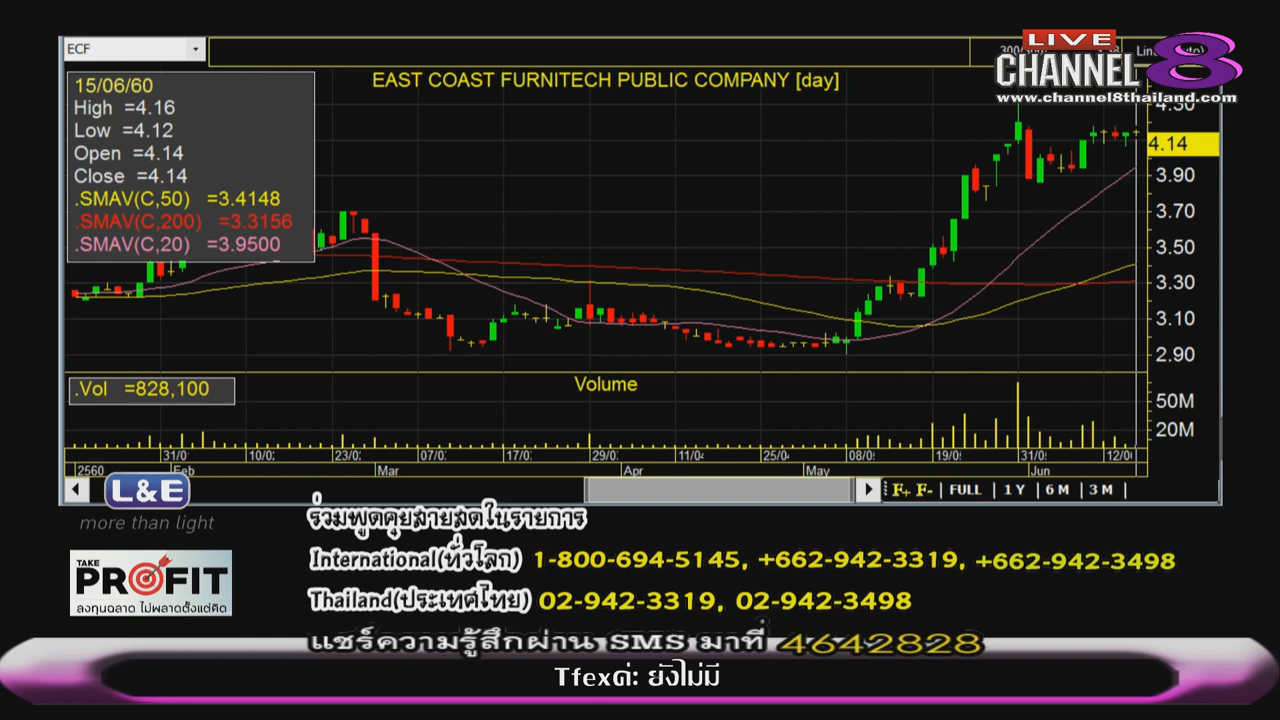 ECF
LIVE
CHANNEL 8
www.channel8thailand.com
EAST COAST FURNITECH PUBLIC COMPANY [day]
15/06/60
High =4.16
Low =4.12
Open =4.14
Close =4.14
.SMAV(C,50) =3.4148
.SMAV(C,200) =3.3156
.SMAV(C,20) =3.9500
4.30
4.14
3.90
3.70
3.50
3.30
3.10
2.90
.Vol =828,100
Volume
50M
20M
31/0 10/0 23/0 07/0 17/0 29/0 11/0 25/0 08/0 19/0 31/0 12/0
2560 Feb Mar Apr May Jun
F+ F- FULL 1 Y 6 M 3 M
L&E
more than light
ร่วมพูดคุยสายสดในรายการ
International(ทั่วโลก) 1-800-694-5145, +662-942-3319, +662-942-3498
Thailand(ประเทศไทย) 02-942-3319, 02-942-3498
TAKE
PROFIT
ลงทุนฉลาด ไม่พลาดตั้งแต่คิด
แชร์ความรู้สึกผ่าน SMS มาที่ 4642828
Tfexค่ะ ยังไม่มี